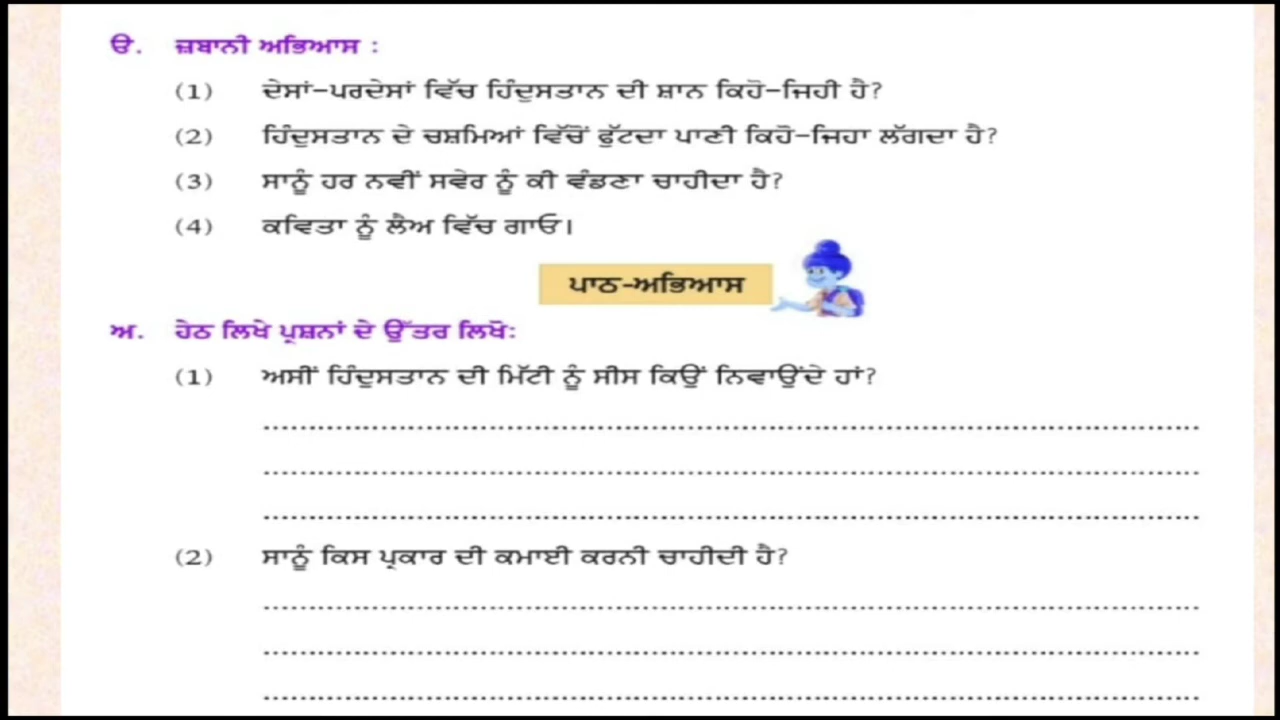 ੳ. ਜ਼ਬਾਨੀ ਅਭਿਆਸ :
(1) ਦੇਸਾਂ-ਪਰਦੇਸਾਂ ਵਿੱਚ ਹਿੰਦੁਸਤਾਨ ਦੀ ਸ਼ਾਨ ਕਿਹੋ-ਜਿਹੀ ਹੈ?
(2) ਹਿੰਦੁਸਤਾਨ ਦੇ ਚਸ਼ਮਿਆਂ ਵਿੱਚੋਂ ਫੁੱਟਦਾ ਪਾਣੀ ਕਿਹੋ-ਜਿਹਾ ਲੱਗਦਾ ਹੈ?
(3) ਸਾਨੂੰ ਹਰ ਨਵੀਂ ਸਵੇਰ ਨੂੰ ਕੀ ਵੰਡਣਾ ਚਾਹੀਦਾ ਹੈ?
(4) ਕਵਿਤਾ ਨੂੰ ਲੈਅ ਵਿੱਚ ਗਾਓ।
ਪਾਠ-ਅਭਿਆਸ
ਅ. ਹੇਠ ਲਿਖੇ ਪ੍ਰਸ਼ਨਾਂ ਦੇ ਉੱਤਰ ਲਿਖੋ:
(1) ਅਸੀਂ ਹਿੰਦੁਸਤਾਨ ਦੀ ਮਿੱਟੀ ਨੂੰ ਸੀਸ ਕਿਉਂ ਨਿਵਾਉਂਦੇ ਹਾਂ?
(2) ਸਾਨੂੰ ਕਿਸ ਪ੍ਰਕਾਰ ਦੀ ਕਮਾਈ ਕਰਨੀ ਚਾਹੀਦੀ ਹੈ?